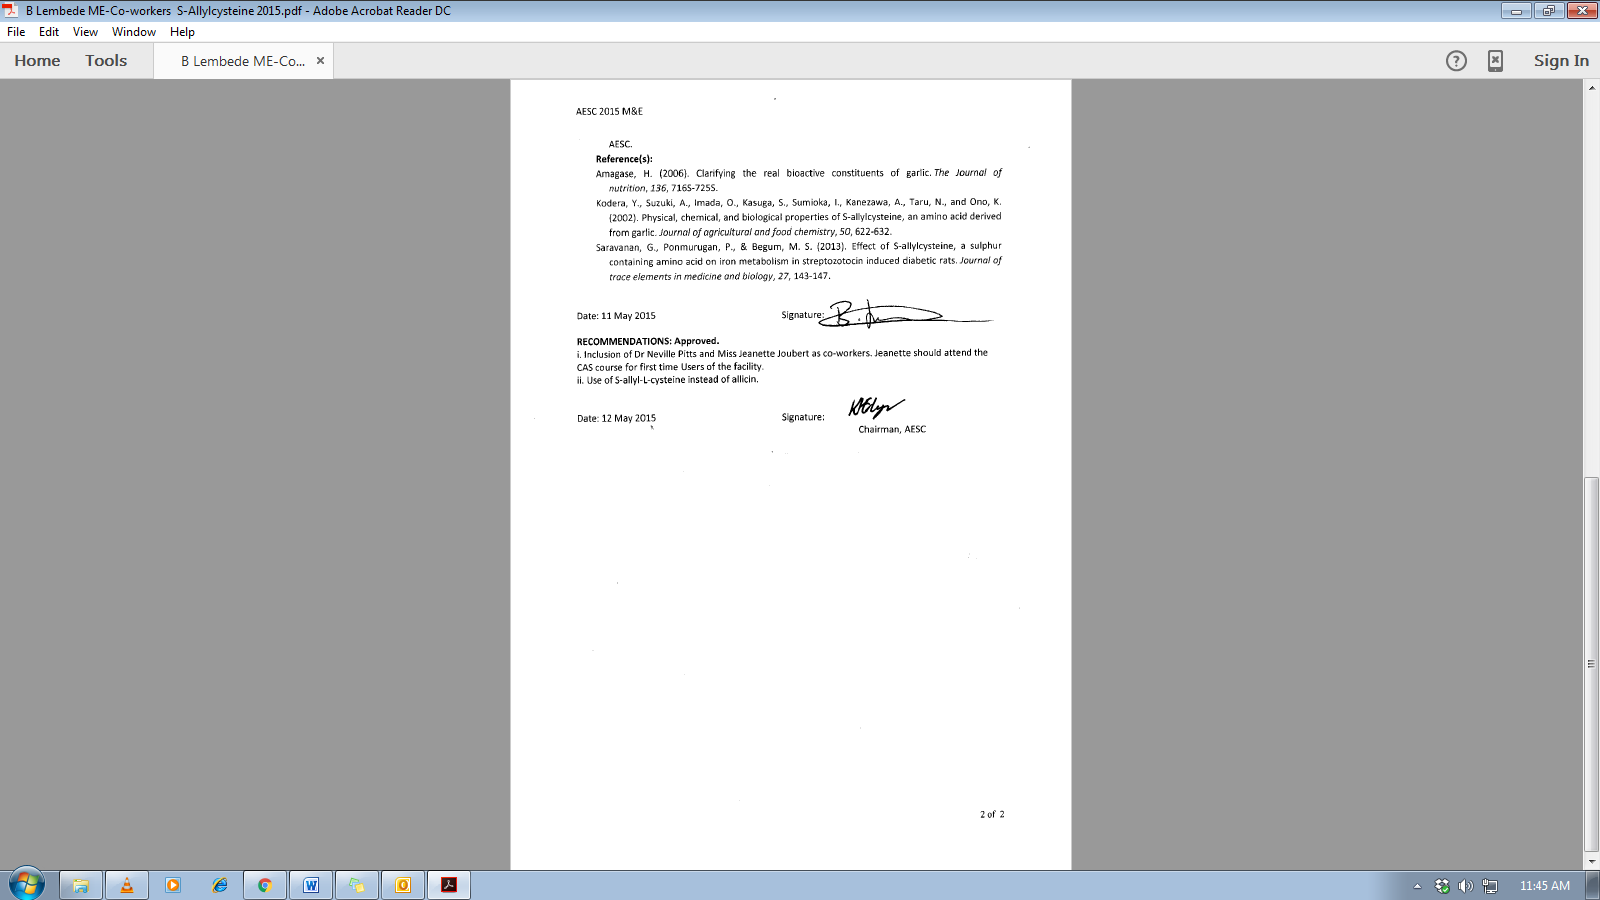 B Lembede ME-Co-workers  S-Allylcysteine 2015.pdf - Adobe Acrobat Reader DC
File Edit View Window Help
Home Tools B Lembede ME-Co... × ? Sign In
AESC 2015 M&E
AESC.
Reference(s):
Amagase, H. (2006). Clarifying the real bioactive constituents of garlic. The Journal of
nutrition, 136, 716S-725S.
Kodera, Y., Suzuki, A., Imada, O., Kasuga, S., Sumioka, I., Kanezawa, A., Taru, N., and Ono, K.
(2002). Physical, chemical, and biological properties of S-allylcysteine, an amino acid derived
from garlic. Journal of agricultural and food chemistry, 50, 622-632.
Saravanan, G., Ponmurugan, P., & Begum, M. S. (2013). Effect of S-allylcysteine, a sulphur
containing amino acid on iron metabolism in streptozotocin induced diabetic rats. Journal of
trace elements in medicine and biology, 27, 143-147.
Date: 11 May 2015 Signature:
RECOMMENDATIONS: Approved.
i. Inclusion of Dr Neville Pitts and Miss Jeanette Joubert as co-workers. Jeanette should attend the
CAS course for first time Users of the facility.
ii. Use of S-allyl-L-cysteine instead of allicin.
Date: 12 May 2015 Signature:
Chairman, AESC
2 of 2
11:45 AM